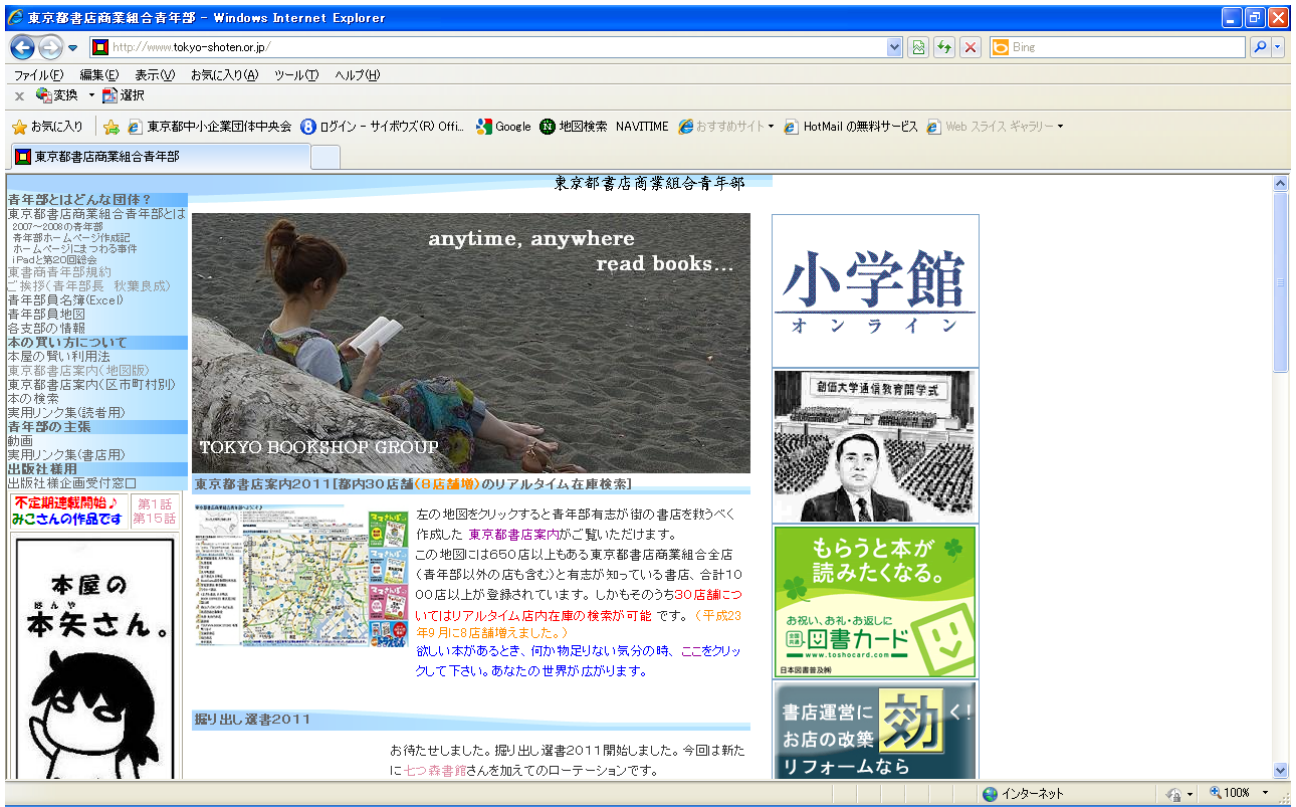 東京都書店商業組合青年部 - Windows Internet Explorer
http://www.tokyo-shoten.or.jp/
Bing
ファイル(F) 編集(E) 表示(V) お気に入り(A) ツール(T) ヘルプ(H)
x 変換 選択
お気に入り 東京都中小企業団体中央会 ログイン - サイボウズ(R) Offi... Google 地図検索 NAVITIME おすすめサイト HotMail の無料サービス Web スライス ギャラリー
東京都書店商業組合青年部
東京都書店商業組合青年部
青年部とはどんな団体？
東京都書店商業組合青年部とは
2007～2008の青年部
青年部ホームページ作成記
ホームページにまつわる事件
iPadと第20回総会
東書商青年部規約
ご挨拶(青年部長 秋葉良成)
青年部員名簿(Excel)
青年部員地図
各支部の情報
本の買い方について
本屋の賢い利用法
東京都書店案内(地図版)
東京都書店案内(区市町村別)
本の検索
実用リンク集(読者用)
青年部の主張
動画
実用リンク集(書店用)
出版社様用
出版社様企画受付窓口
不定期連載開始♪
みこさんの作品です
第1話
第15話
本屋の
ほんや
本矢さん。
anytime, anywhere
read books...
TOKYO BOOKSHOP GROUP
東京都書店案内2011[都内30店舗(8店舗増)のリアルタイム在庫検索]
左の地図をクリックすると青年部有志が街の書店を救うべく
作成した 東京都書店案内がご覧いただけます。
この地図には650店以上もある東京都書店商業組合全店
（青年部以外の店も含む）と有志が知っている書店、合計10
00店以上が登録されています。しかもそのうち30店舗につ
いてはリアルタイム店内在庫の検索が可能 です。（平成23
年9月に8店舗増えました。）
欲しい本があるとき、何か物足りない気分の時、ここをクリッ
クして下さい。あなたの世界が広がります。
掘り出し選書2011
お待たせしました。掘り出し選書2011開始しました。今回は新た
に七つ森書館さんを加えてのローテーションです。
小学館
オンライン
創価大学通信教育開学式
もらうと本が
読みたくなる。
お祝い、お礼・お返しに
全国共通 図書カード
www.toshocard.com
日本図書普及㈱
書店運営に 効く！
お店の改築
リフォームなら
インターネット 100%